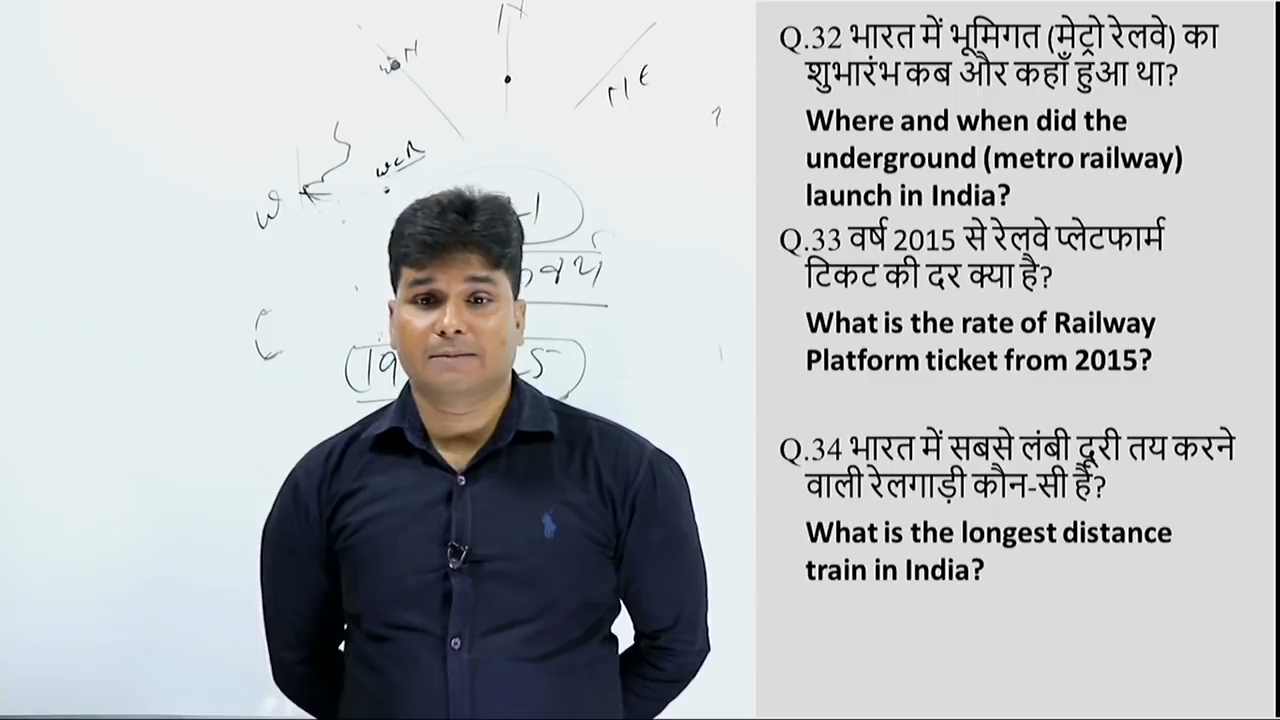 N
N E
?
W
WCR
Q.32 भारत में भूमिगत (मेट्रो रेलवे) का
शुभारंभ कब और कहाँ हुआ था?
Where and when did the
underground (metro railway)
launch in India?
Q.33 वर्ष 2015 से रेलवे प्लेटफार्म
टिकट की दर क्या है?
What is the rate of Railway
Platform ticket from 2015?
Q.34 भारत में सबसे लंबी दूरी तय करने
वाली रेलगाड़ी कौन-सी है?
What is the longest distance
train in India?